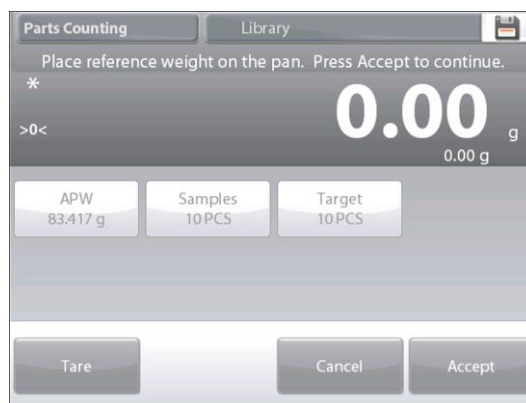 Parts Counting Library
Place reference weight on the pan. Press Accept to continue.
*
0.00 g
>0<
0.00 g
APW Samples Target
83.417 g 10 PCS 10 PCS
Tare Cancel Accept